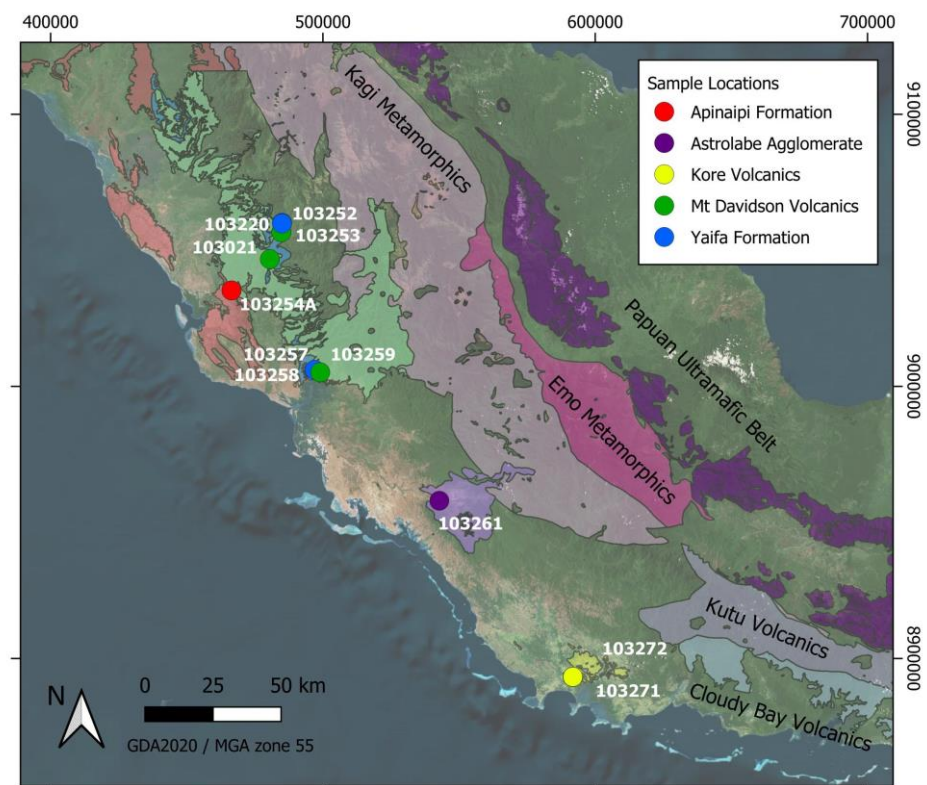 400000
500000
600000
700000
9100000
9000000
8900000
Sample Locations
Apinaipi Formation
Astrolabe Agglomerate
Kore Volcanics
Mt Davidson Volcanics
Yaifa Formation
Kagi Metamorphics
103220
103252
103253
103021
103254A
103257
103259
103258
Papuan Ultramafic Belt
Emo Metamorphics
103261
Kutu Volcanics
103272
103271
Cloudy Bay Volcanics
N
0 25 50 km
GDA2020 / MGA zone 55